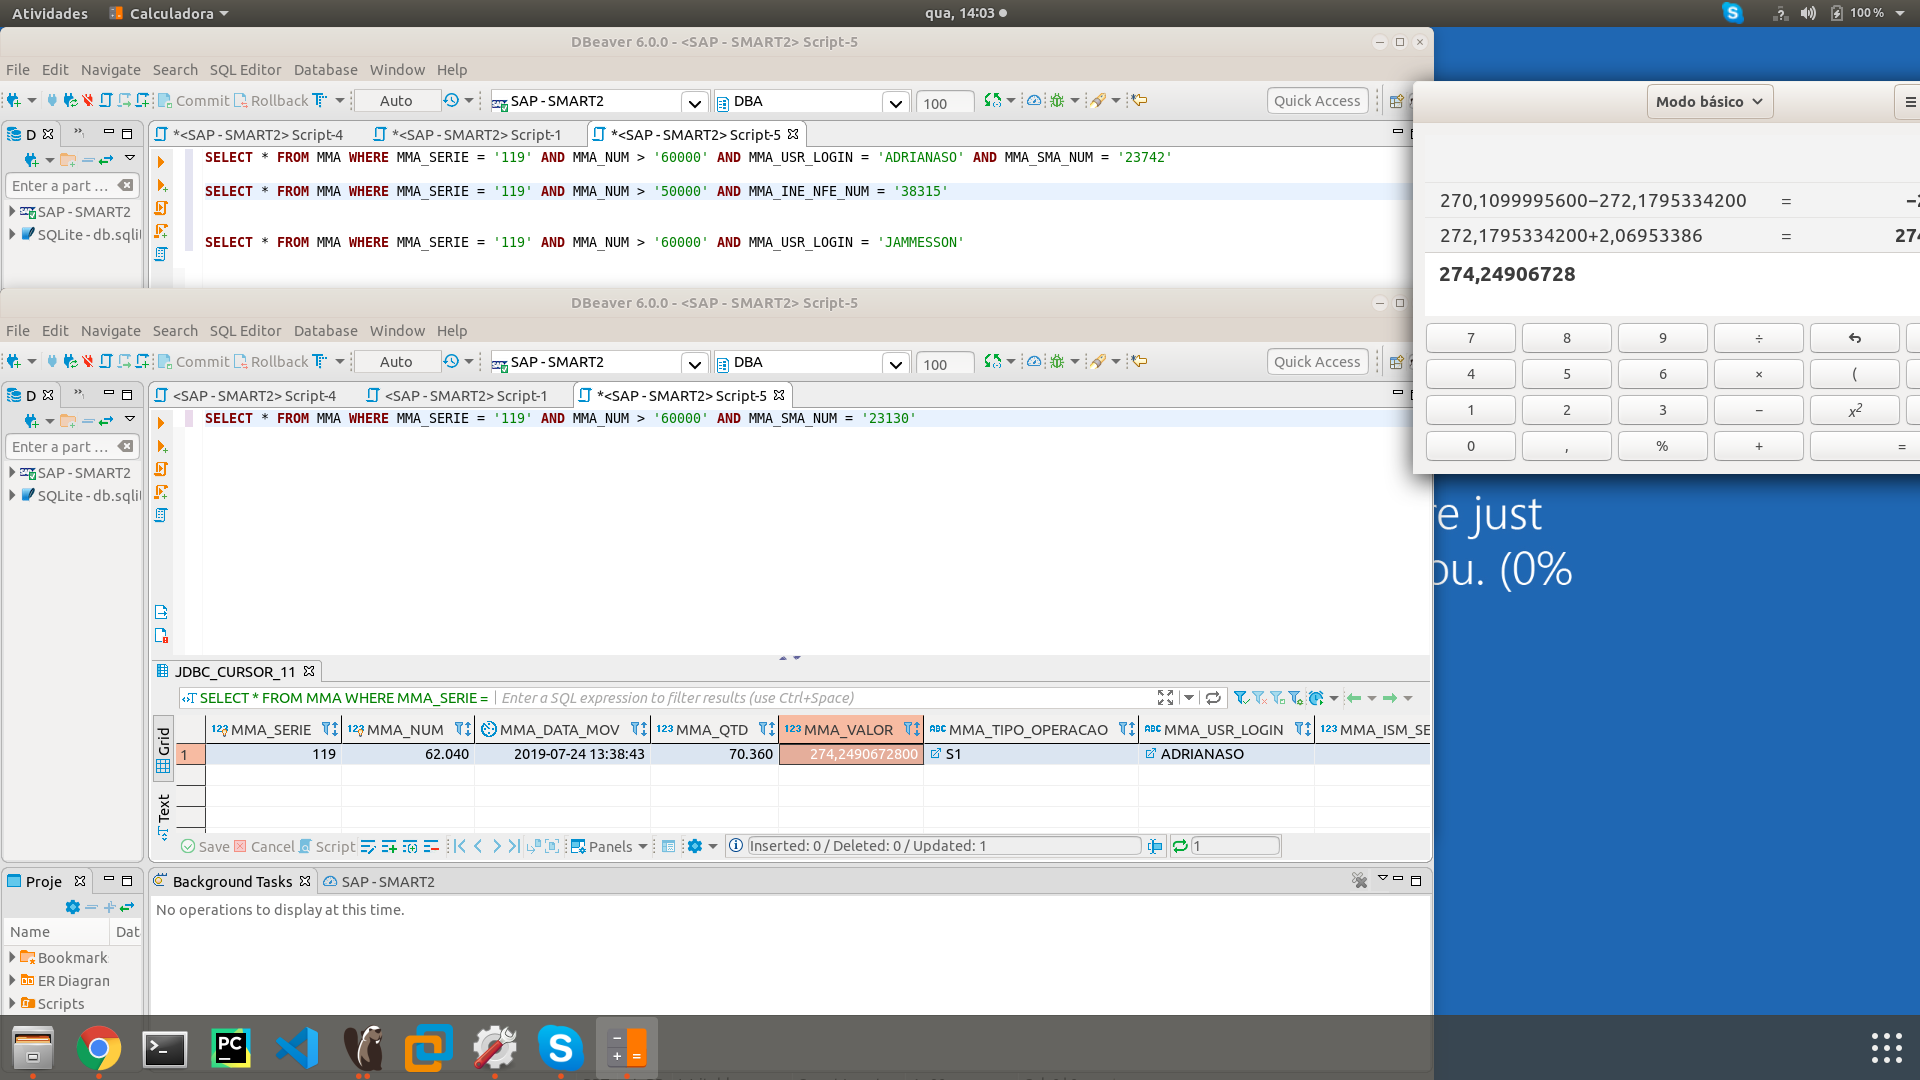 Atividades Calculadora qua, 14:03 100 %
DBeaver 6.0.0 - <SAP - SMART2> Script-5
File Edit Navigate Search SQL Editor Database Window Help
Commit Rollback Auto SAP - SMART2 DBA 100 Quick Access
D *<SAP - SMART2> Script-4 *<SAP - SMART2> Script-1 *<SAP - SMART2> Script-5
SELECT * FROM MMA WHERE MMA_SERIE = '119' AND MMA_NUM > '60000' AND MMA_USR_LOGIN = 'ADRIANASO' AND MMA_SMA_NUM = '23742'
Enter a part ...
SELECT * FROM MMA WHERE MMA_SERIE = '119' AND MMA_NUM > '50000' AND MMA_INE_NFE_NUM = '38315'
SAP - SMART2
SQLite - db.sqli
SELECT * FROM MMA WHERE MMA_SERIE = '119' AND MMA_NUM > '60000' AND MMA_USR_LOGIN = 'JAMMESSON'
DBeaver 6.0.0 - <SAP - SMART2> Script-5
File Edit Navigate Search SQL Editor Database Window Help
Commit Rollback Auto SAP - SMART2 DBA 100 Quick Access
D <SAP - SMART2> Script-4 <SAP - SMART2> Script-1 *<SAP - SMART2> Script-5
SELECT * FROM MMA WHERE MMA_SERIE = '119' AND MMA_NUM > '60000' AND MMA_SMA_NUM = '23130'
Enter a part ...
SAP - SMART2
SQLite - db.sqli
JDBC_CURSOR_11
SELECT * FROM MMA WHERE MMA_SERIE = Enter a SQL expression to filter results (use Ctrl+Space)
Grid
Text
123 MMA_SERIE 123 MMA_NUM MMA_DATA_MOV 123 MMA_QTD 123 MMA_VALOR ABC MMA_TIPO_OPERACAO ABC MMA_USR_LOGIN 123 MMA_ISM_SE
1 119 62.040 2019-07-24 13:38:43 70.360 274,2490672800 S1 ADRIANASO
Save Cancel Script Panels Inserted: 0 / Deleted: 0 / Updated: 1 1
Proje Background Tasks SAP - SMART2
No operations to display at this time.
Name Dat
Bookmark
ER Diagran
Scripts
Modo básico
270,1099995600−272,1795334200 = −2
272,1795334200+2,06953386 = 274
274,24906728
7 8 9 ÷
4 5 6 × (
1 2 3 − x²
0 , % + =
e just
ou. (0%
PC